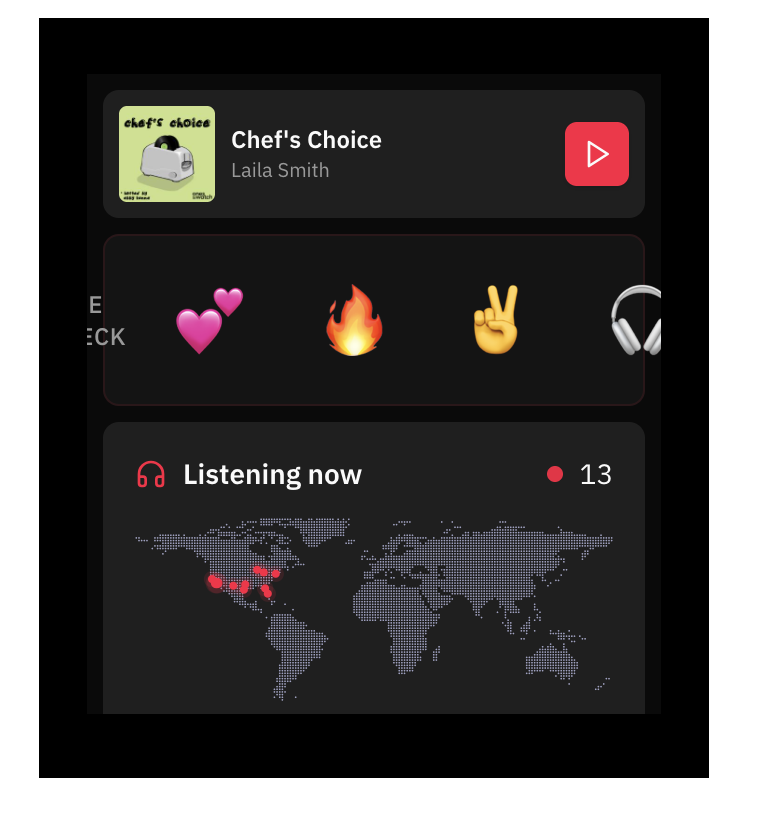 chef's choice
Chef's Choice
Laila Smith
E
ECK
Listening now
13